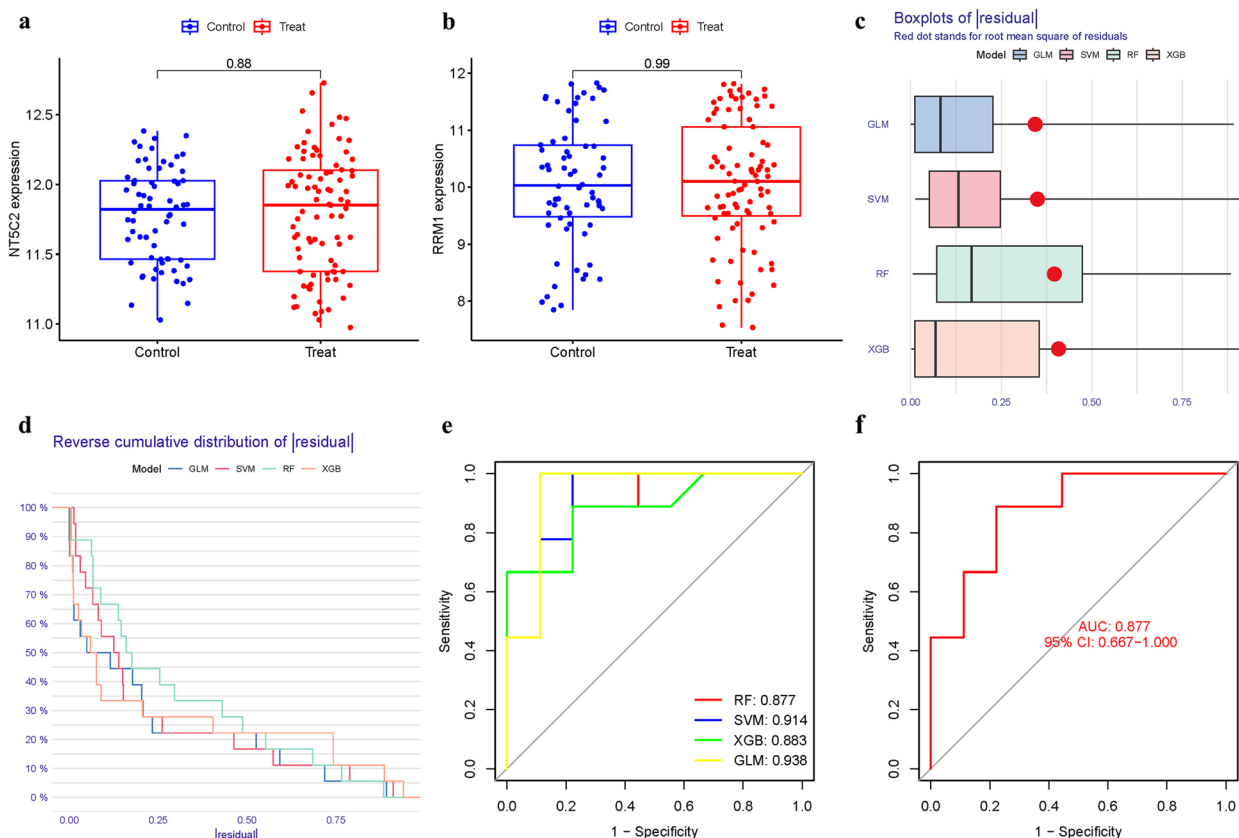 a
Control Treat
0.88
NT5C2 expression
12.5
12.0
11.5
11.0
Control Treat
b
Control Treat
0.99
RRM1 expression
12
11
10
9
8
Control Treat
c
Boxplots of |residual|
Red dot stands for root mean square of residuals
Model GLM SVM RF XGB
GLM
SVM
RF
XGB
0.00 0.25 0.50 0.75
d
Reverse cumulative distribution of |residual|
Model GLM SVM RF XGB
100 %
90 %
80 %
70 %
60 %
50 %
40 %
30 %
20 %
10 %
0 %
0.00 0.25 0.50 0.75
|residual|
e
Sensitivity
1.0
0.8
0.6
0.4
0.2
0.0
RF: 0.877
SVM: 0.914
XGB: 0.883
GLM: 0.938
0.0 0.2 0.4 0.6 0.8 1.0
1 − Specificity
f
Sensitivity
1.0
0.8
0.6
0.4
0.2
0.0
AUC: 0.877
95% CI: 0.667−1.000
0.0 0.2 0.4 0.6 0.8 1.0
1 − Specificity